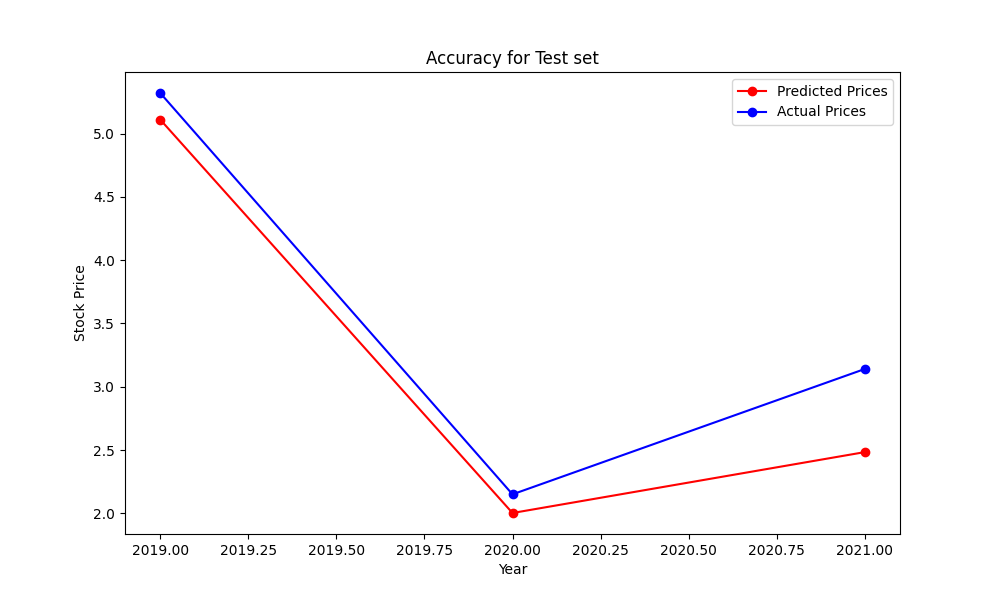 Accuracy for Test set
Predicted Prices
Actual Prices
5.0
4.5
4.0
3.5
3.0
2.5
2.0
Stock Price
2019.00 2019.25 2019.50 2019.75 2020.00 2020.25 2020.50 2020.75 2021.00
Year